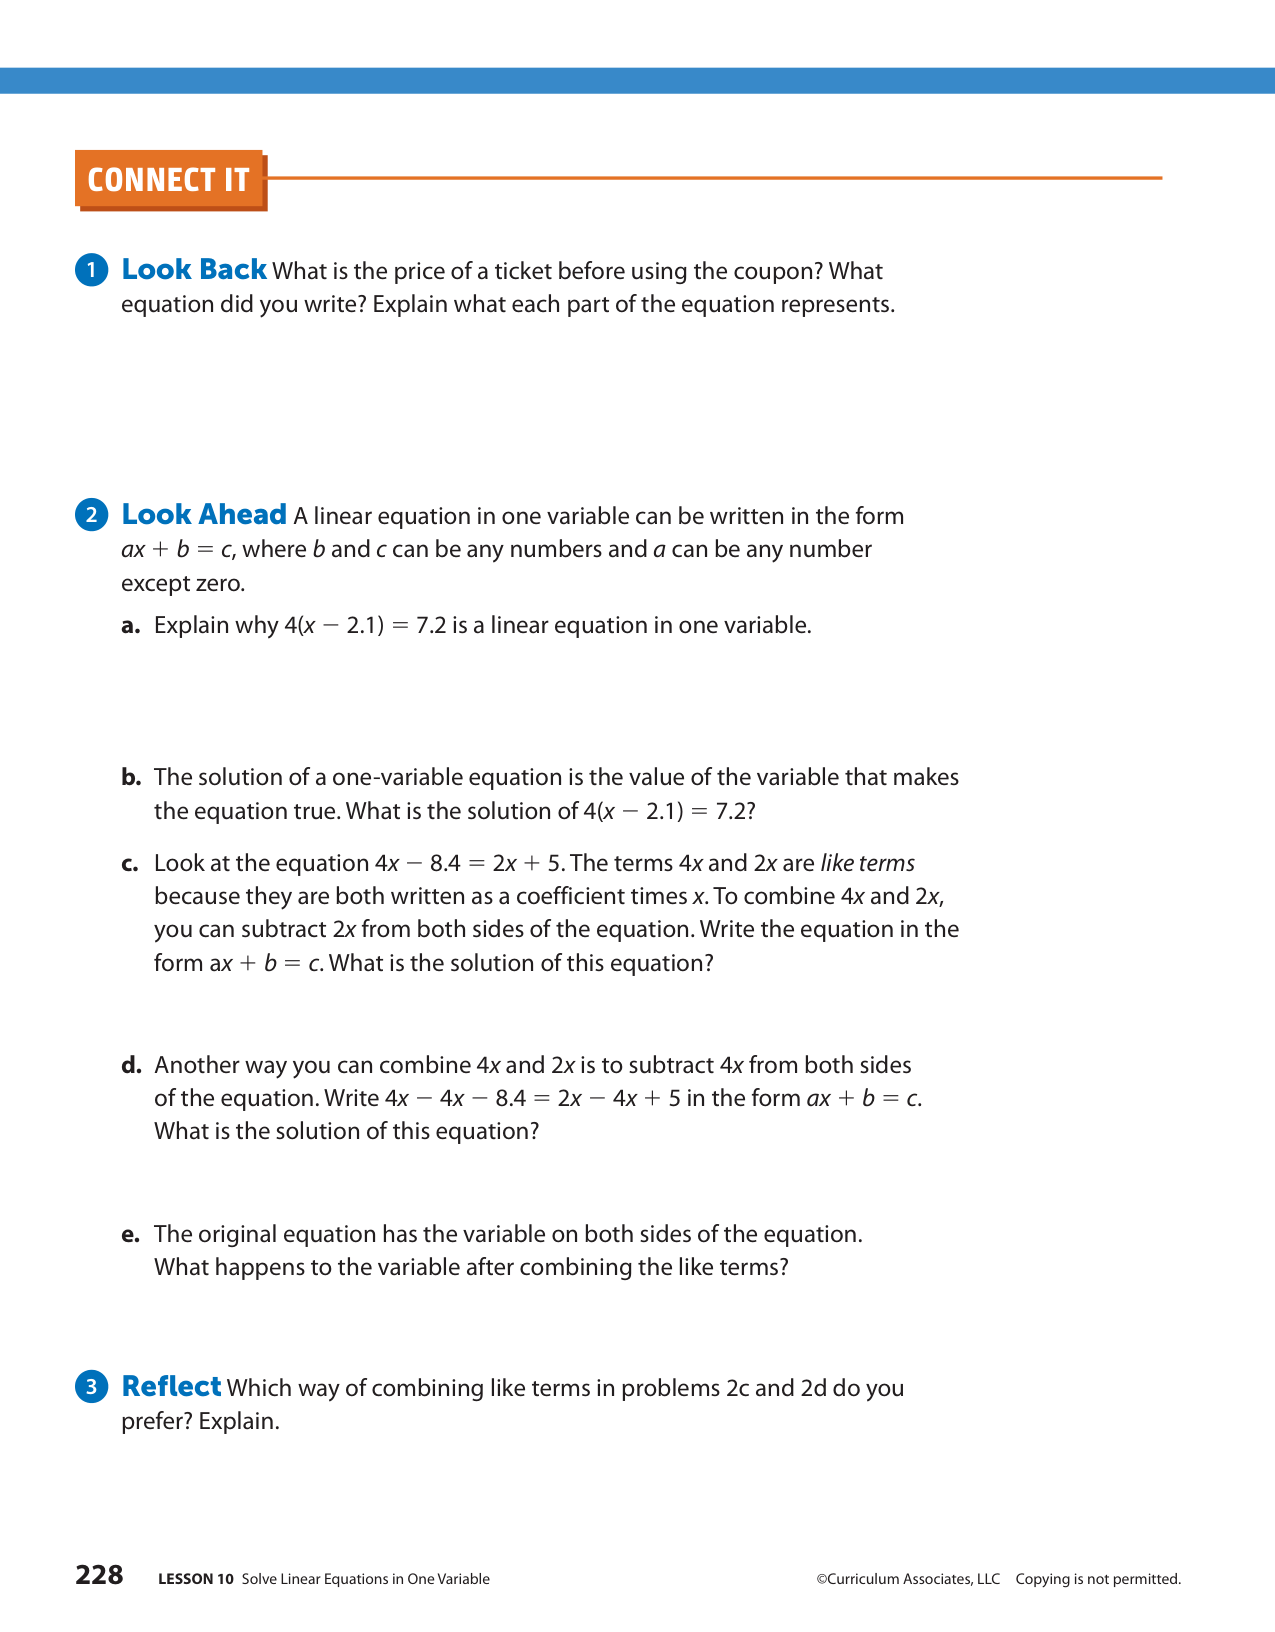 CONNECT IT
1 Look Back What is the price of a ticket before using the coupon? What
equation did you write? Explain what each part of the equation represents.
2 Look Ahead A linear equation in one variable can be written in the form
ax + b = c, where b and c can be any numbers and a can be any number
except zero.
a. Explain why 4(x − 2.1) = 7.2 is a linear equation in one variable.
b. The solution of a one-variable equation is the value of the variable that makes
the equation true. What is the solution of 4(x − 2.1) = 7.2?
c. Look at the equation 4x − 8.4 = 2x + 5. The terms 4x and 2x are like terms
because they are both written as a coefficient times x. To combine 4x and 2x,
you can subtract 2x from both sides of the equation. Write the equation in the
form ax + b = c. What is the solution of this equation?
d. Another way you can combine 4x and 2x is to subtract 4x from both sides
of the equation. Write 4x − 4x − 8.4 = 2x − 4x + 5 in the form ax + b = c.
What is the solution of this equation?
e. The original equation has the variable on both sides of the equation.
What happens to the variable after combining the like terms?
3 Reflect Which way of combining like terms in problems 2c and 2d do you
prefer? Explain.
228 LESSON 10 Solve Linear Equations in One Variable ©Curriculum Associates, LLC Copying is not permitted.